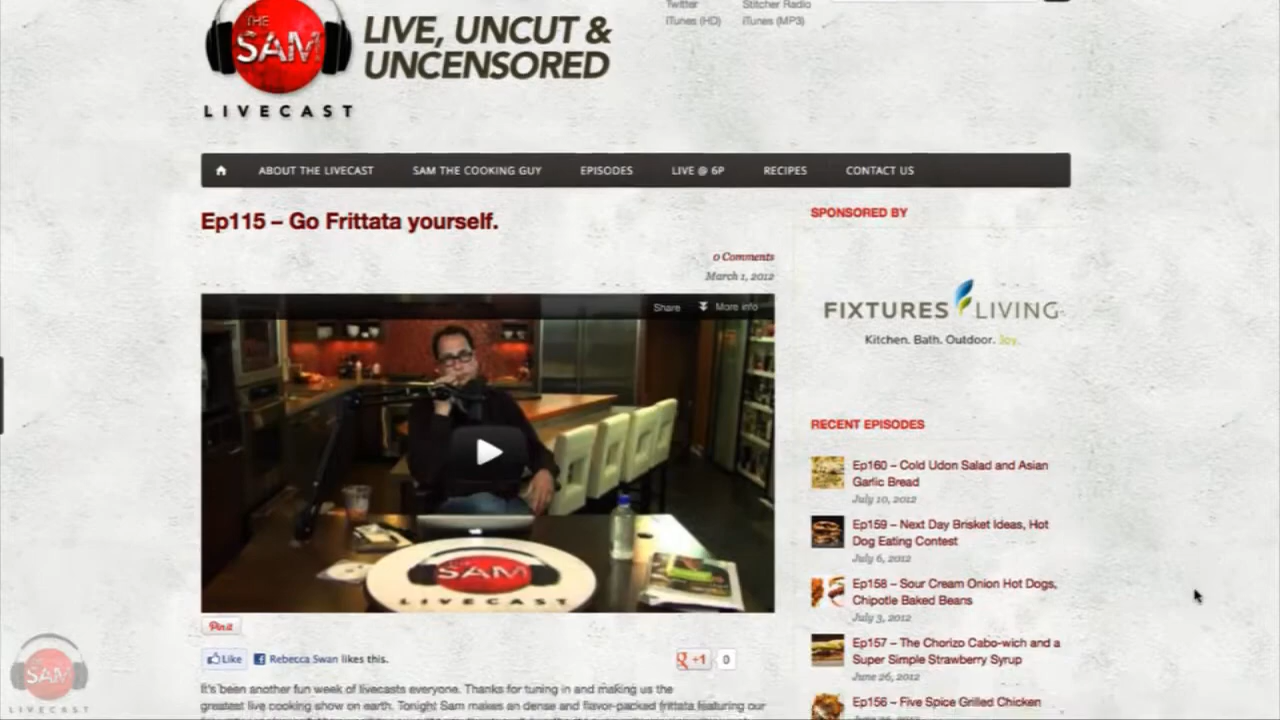 Twitter
Stitcher Radio
iTunes (HD)
iTunes (MP3)
THE
SAM
LIVECAST
LIVE, UNCUT &
UNCENSORED
ABOUT THE LIVECAST
SAM THE COOKING GUY
EPISODES
LIVE @ 6P
RECIPES
CONTACT US
Ep115 – Go Frittata yourself.
0 Comments
March 1, 2012
Share
More info
SAM
LIVECAST
Pin it
Like
Rebecca Swan likes this.
+1
0
It's been another fun week of livecasts everyone. Thanks for tuning in and making us the
greatest live cooking show on earth. Tonight Sam makes an dense and flavor-packed frittata featuring our
SPONSORED BY
FIXTURES LIVING
Kitchen. Bath. Outdoor. Joy.
RECENT EPISODES
Ep160 – Cold Udon Salad and Asian
Garlic Bread
July 10, 2012
Ep159 – Next Day Brisket Ideas, Hot
Dog Eating Contest
July 6, 2012
Ep158 – Sour Cream Onion Hot Dogs,
Chipotle Baked Beans
July 3, 2012
Ep157 – The Chorizo Cabo-wich and a
Super Simple Strawberry Syrup
June 26, 2012
Ep156 – Five Spice Grilled Chicken
THE
SAM
LIVECAST